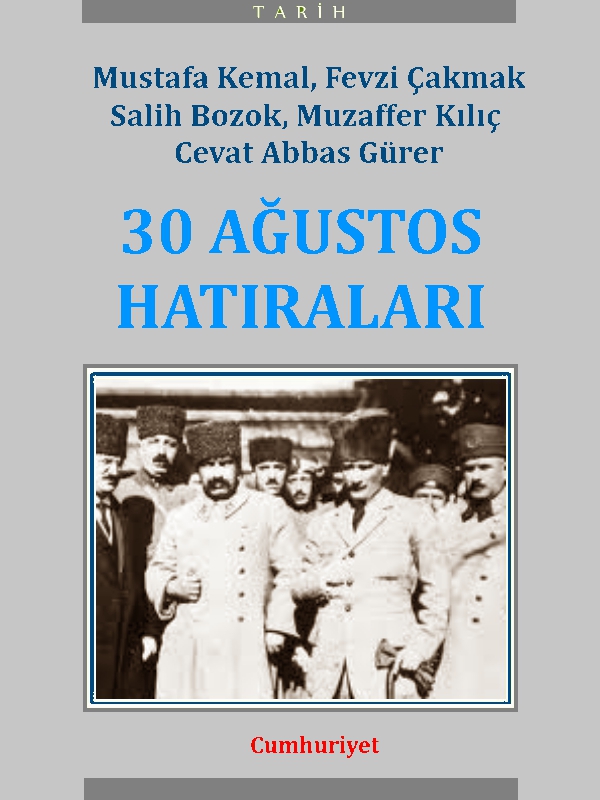 TARİH
Mustafa Kemal, Fevzi Çakmak
Salih Bozok, Muzaffer Kılıç
Cevat Abbas Gürer
30 AĞUSTOS
HATIRALARI
Cumhuriyet